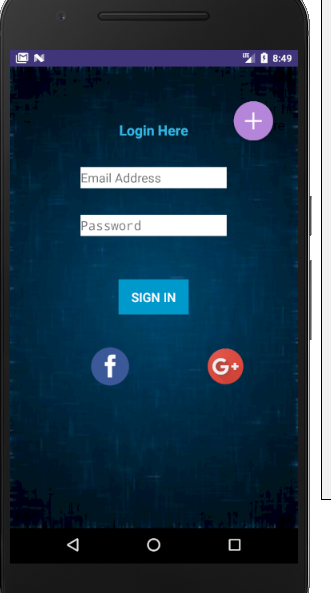 8:49
Login Here
Email Address
Password
SIGN IN
f
G+